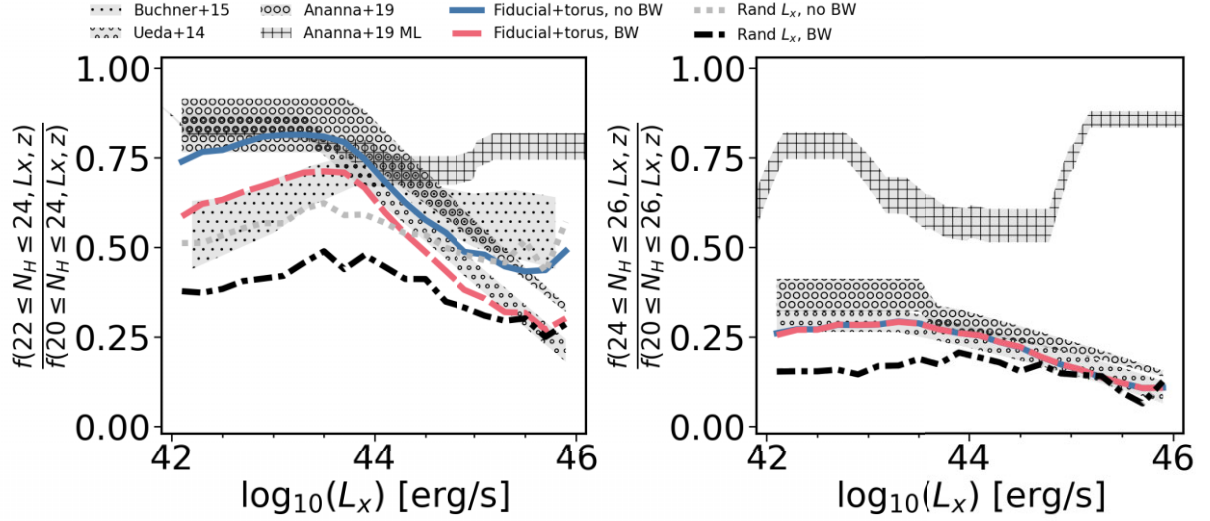 Buchner+15 Ananna+19 Fiducial+torus, no BW Rand Lx, no BW
Ueda+14 Ananna+19 ML Fiducial+torus, BW Rand Lx, BW
f(22 ≤ NH ≤ 24, Lx, z)
f(20 ≤ NH ≤ 24, Lx, z)
1.00
0.75
0.50
0.25
0.00
42 44 46
log10(Lx) [erg/s]
f(24 ≤ NH ≤ 26, Lx, z)
f(20 ≤ NH ≤ 26, Lx, z)
1.00
0.75
0.50
0.25
0.00
42 44 46
log10(Lx) [erg/s]